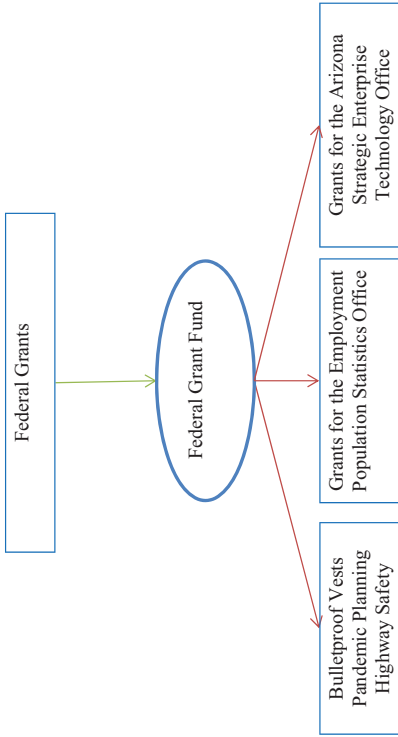 Federal Grants
Federal Grant Fund
Bulletproof Vests
Pandemic Planning
Highway Safety
Grants for the Employment
Population Statistics Office
Grants for the Arizona
Strategic Enterprise
Technology Office